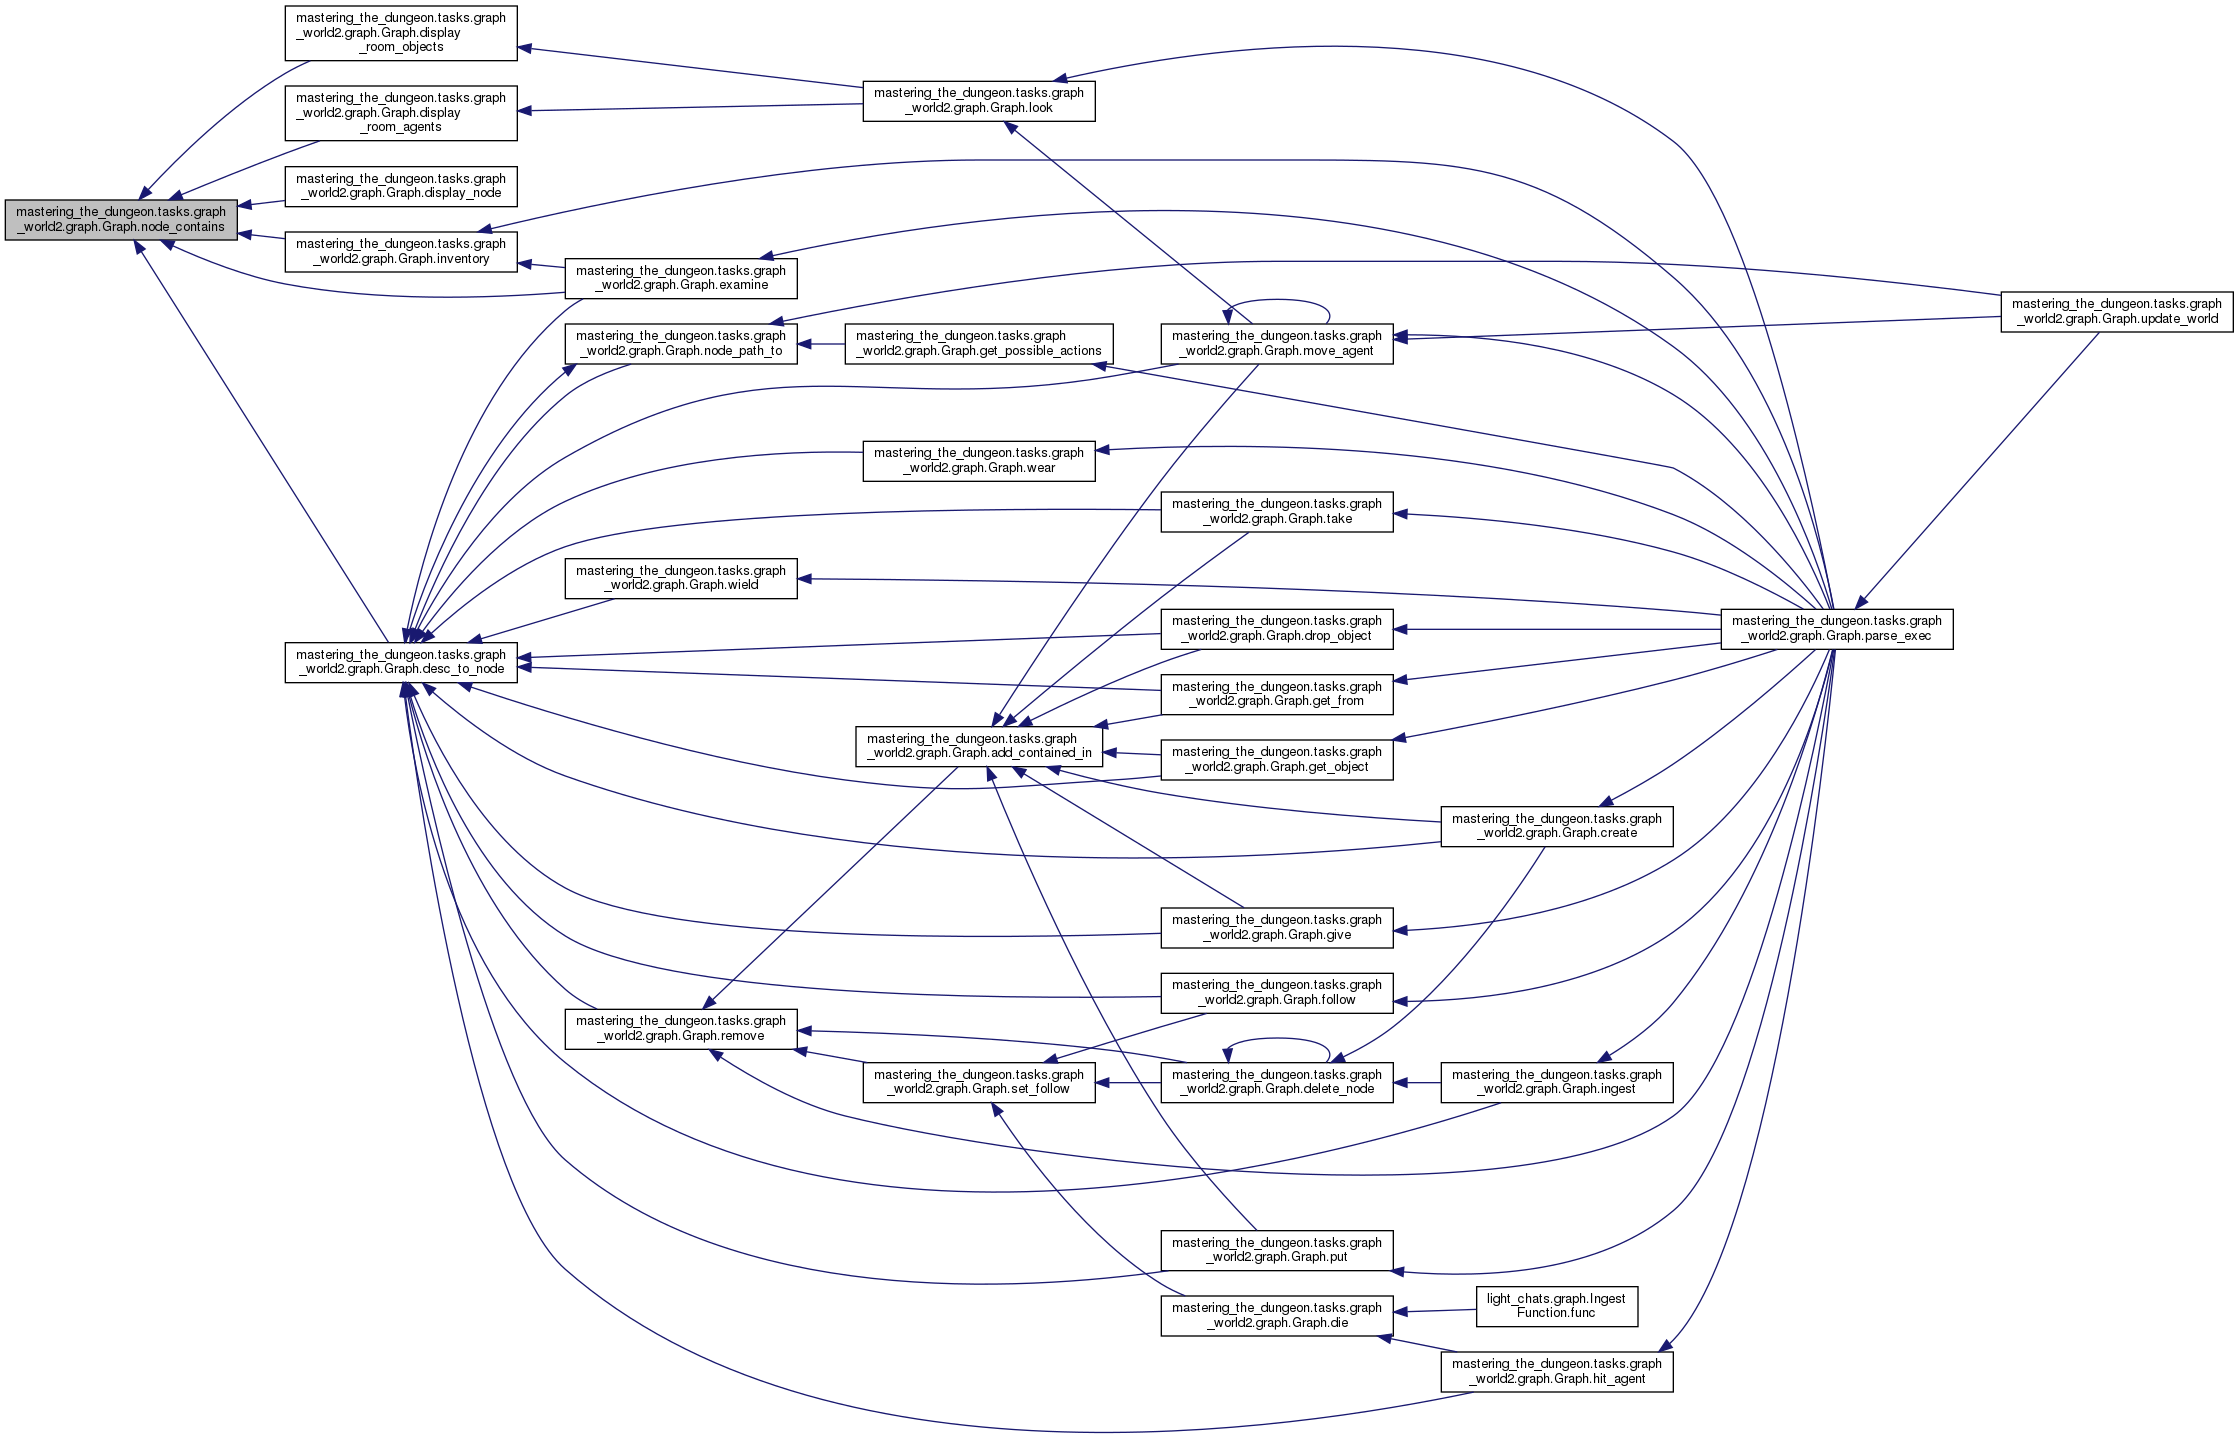 mastering_the_dungeon.tasks.graph
_world2.graph.Graph.display
_room_objects
mastering_the_dungeon.tasks.graph
_world2.graph.Graph.look
mastering_the_dungeon.tasks.graph
_world2.graph.Graph.display
_room_agents
mastering_the_dungeon.tasks.graph
_world2.graph.Graph.display_node
mastering_the_dungeon.tasks.graph
_world2.graph.Graph.node_contains
mastering_the_dungeon.tasks.graph
_world2.graph.Graph.inventory
mastering_the_dungeon.tasks.graph
_world2.graph.Graph.examine
mastering_the_dungeon.tasks.graph
_world2.graph.Graph.update_world
mastering_the_dungeon.tasks.graph
_world2.graph.Graph.node_path_to
mastering_the_dungeon.tasks.graph
_world2.graph.Graph.get_possible_actions
mastering_the_dungeon.tasks.graph
_world2.graph.Graph.move_agent
mastering_the_dungeon.tasks.graph
_world2.graph.Graph.wear
mastering_the_dungeon.tasks.graph
_world2.graph.Graph.take
mastering_the_dungeon.tasks.graph
_world2.graph.Graph.wield
mastering_the_dungeon.tasks.graph
_world2.graph.Graph.drop_object
mastering_the_dungeon.tasks.graph
_world2.graph.Graph.parse_exec
mastering_the_dungeon.tasks.graph
_world2.graph.Graph.desc_to_node
mastering_the_dungeon.tasks.graph
_world2.graph.Graph.get_from
mastering_the_dungeon.tasks.graph
_world2.graph.Graph.add_contained_in
mastering_the_dungeon.tasks.graph
_world2.graph.Graph.get_object
mastering_the_dungeon.tasks.graph
_world2.graph.Graph.create
mastering_the_dungeon.tasks.graph
_world2.graph.Graph.give
mastering_the_dungeon.tasks.graph
_world2.graph.Graph.follow
mastering_the_dungeon.tasks.graph
_world2.graph.Graph.remove
mastering_the_dungeon.tasks.graph
_world2.graph.Graph.set_follow
mastering_the_dungeon.tasks.graph
_world2.graph.Graph.delete_node
mastering_the_dungeon.tasks.graph
_world2.graph.Graph.ingest
mastering_the_dungeon.tasks.graph
_world2.graph.Graph.put
light_chats.graph.Ingest
Function.func
mastering_the_dungeon.tasks.graph
_world2.graph.Graph.die
mastering_the_dungeon.tasks.graph
_world2.graph.Graph.hit_agent